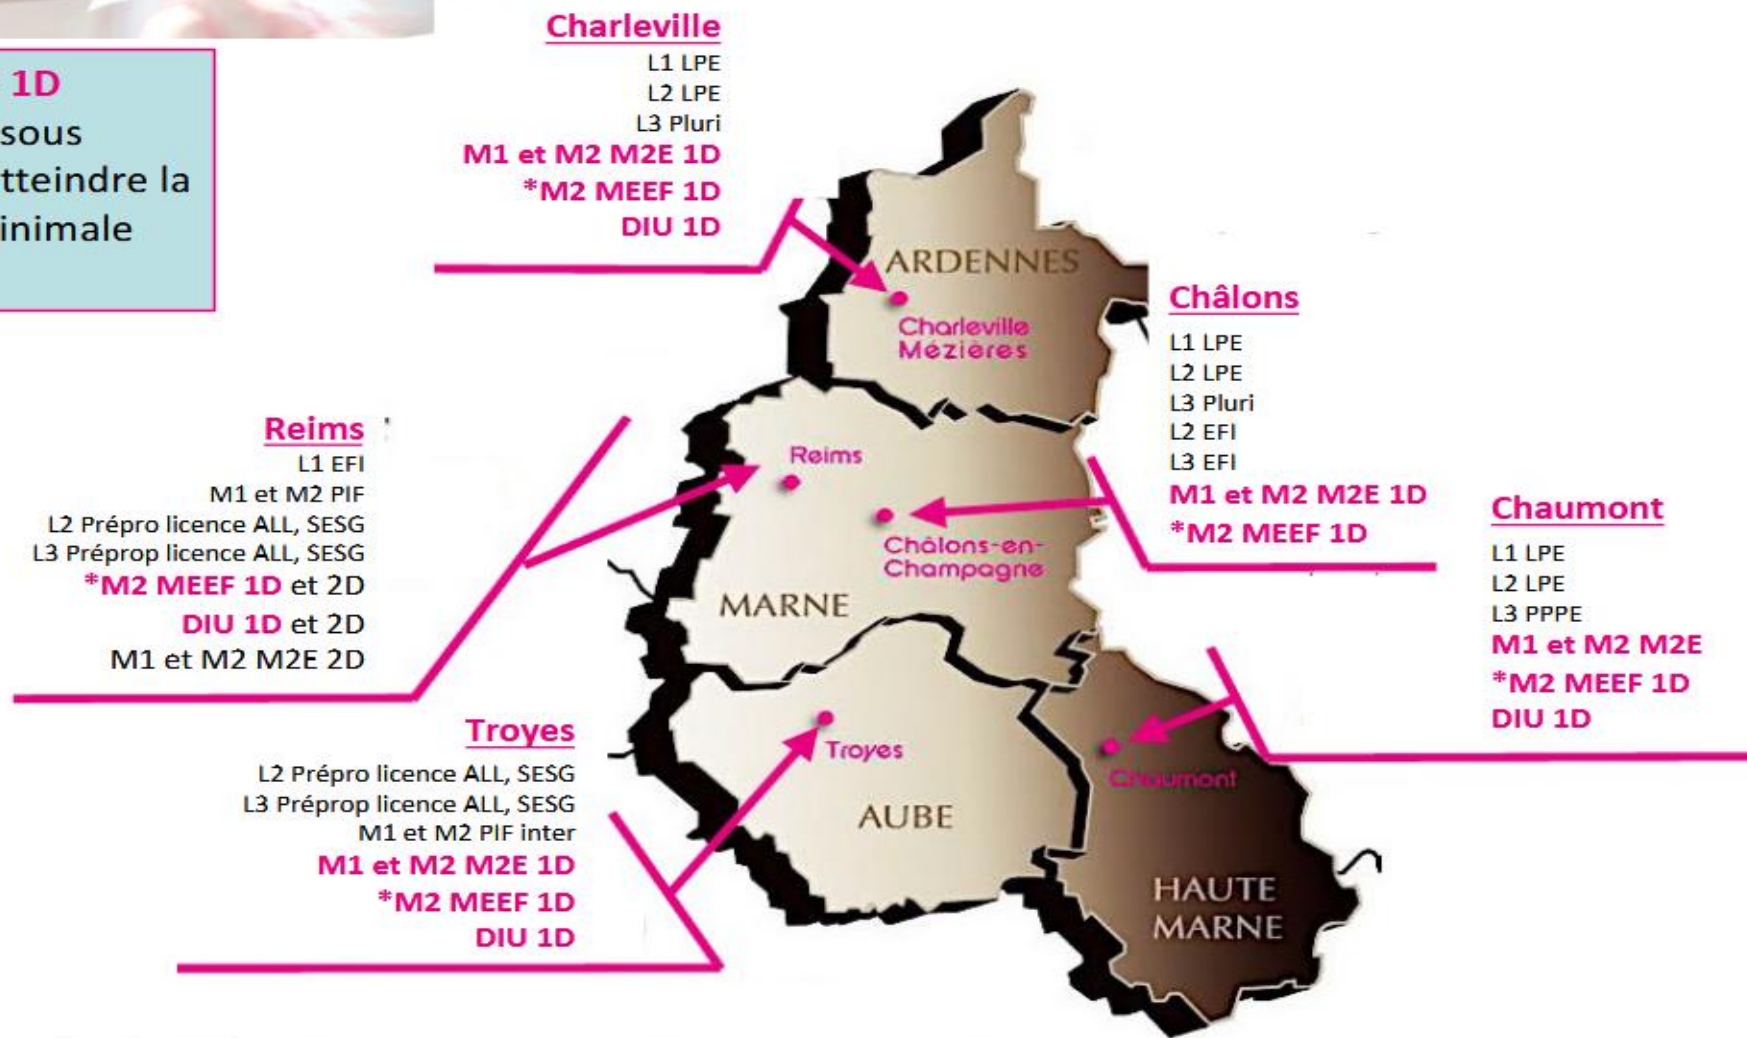 1D
sous
tteindre la
inimale
Charleville
L1 LPE
L2 LPE
L3 Pluri
M1 et M2 M2E 1D
*M2 MEEF 1D
DIU 1D
ARDENNES
Charleville
Mézières
Châlons
L1 LPE
L2 LPE
L3 Pluri
L2 EFI
L3 EFI
M1 et M2 M2E 1D
*M2 MEEF 1D
Reims
L1 EFI
M1 et M2 PIF
L2 Prépro licence ALL, SESG
L3 Préprop licence ALL, SESG
*M2 MEEF 1D et 2D
DIU 1D et 2D
M1 et M2 M2E 2D
Reims
Châlons-en-
Champagne
MARNE
Chaumont
L1 LPE
L2 LPE
L3 PPPE
M1 et M2 M2E
*M2 MEEF 1D
DIU 1D
Troyes
L2 Prépro licence ALL, SESG
L3 Préprop licence ALL, SESG
M1 et M2 PIF inter
M1 et M2 M2E 1D
*M2 MEEF 1D
DIU 1D
Troyes
AUBE
Chaumont
HAUTE
MARNE